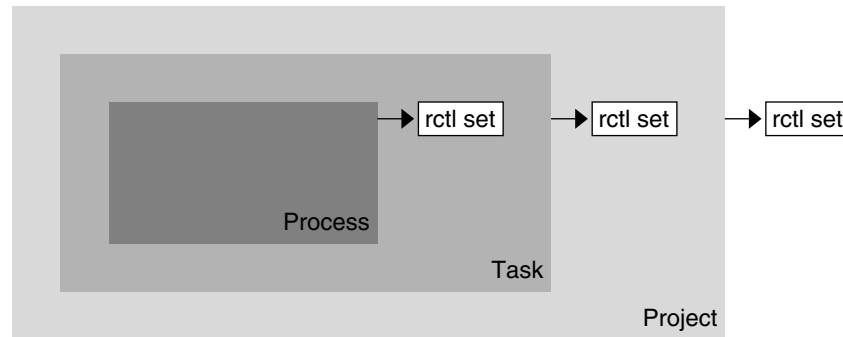 rctl set
rctl set
rctl set
Process
Task
Project